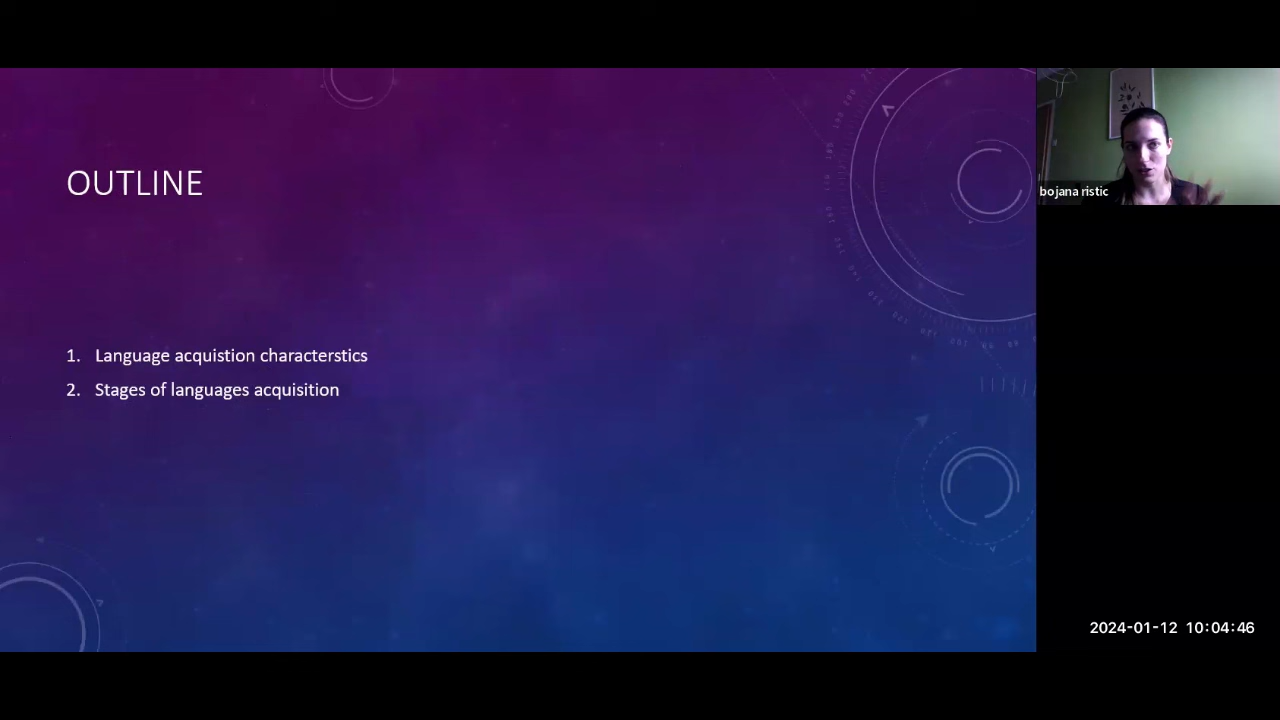 OUTLINE
1. Language acquistion characterstics
2. Stages of languages acquisition
bojana ristic
2024-01-12 10:04:46